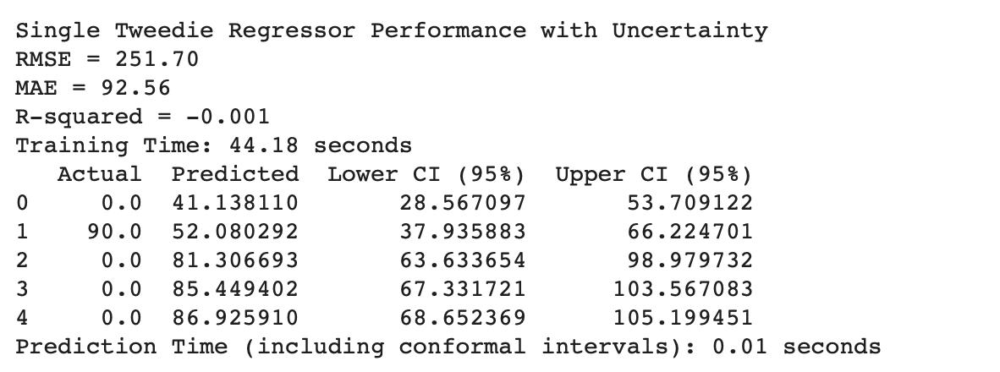 Single Tweedie Regressor Performance with Uncertainty
RMSE = 251.70
MAE = 92.56
R-squared = -0.001
Training Time: 44.18 seconds
   Actual  Predicted  Lower CI (95%)  Upper CI (95%)
0     0.0  41.138110       28.567097       53.709122
1    90.0  52.080292       37.935883       66.224701
2     0.0  81.306693       63.633654       98.979732
3     0.0  85.449402       67.331721      103.567083
4     0.0  86.925910       68.652369      105.199451
Prediction Time (including conformal intervals): 0.01 seconds